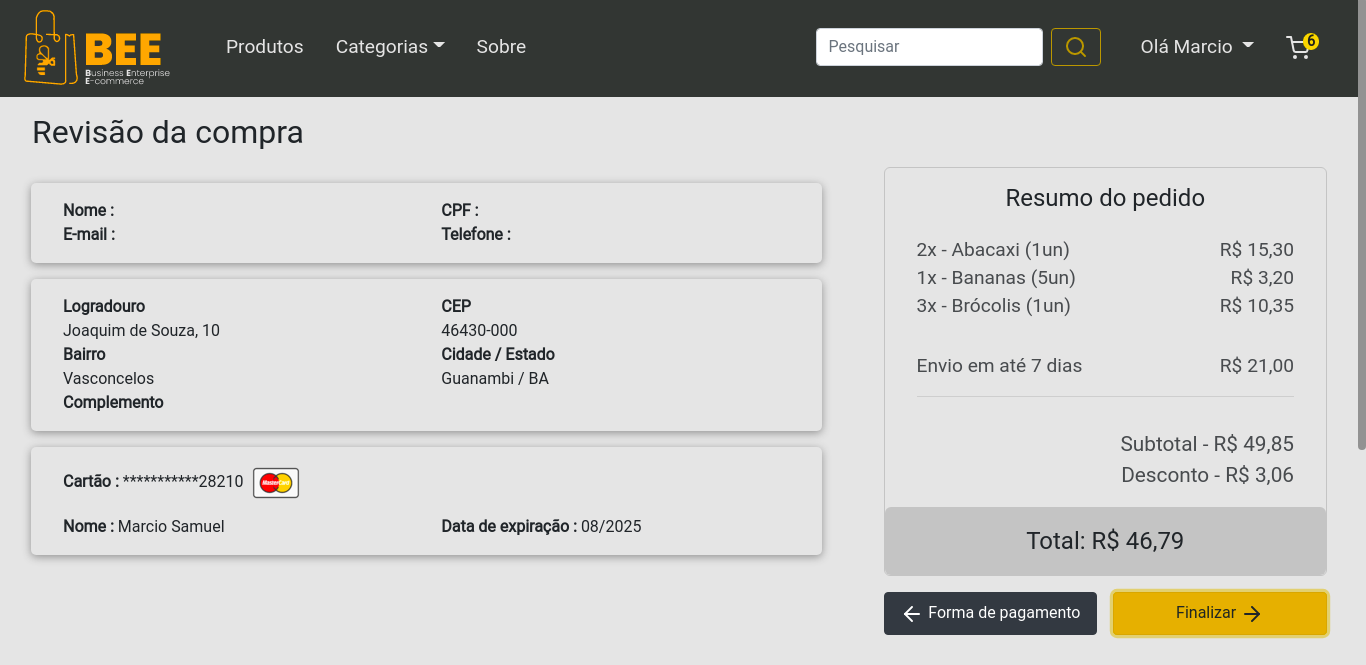 BEE
Business Enterprise
E-commerce
Produtos
Categorias
Sobre
Pesquisar
Olá Marcio
6
Revisão da compra
Nome :
CPF :
E-mail :
Telefone :
Logradouro
CEP
Joaquim de Souza, 10
46430-000
Bairro
Cidade / Estado
Vasconcelos
Guanambi / BA
Complemento
Cartão : ***********28210
MasterCard
Nome : Marcio Samuel
Data de expiração : 08/2025
Resumo do pedido
2x - Abacaxi (1un) R$ 15,30
1x - Bananas (5un) R$ 3,20
3x - Brócolis (1un) R$ 10,35
Envio em até 7 dias R$ 21,00
Subtotal - R$ 49,85
Desconto - R$ 3,06
Total: R$ 46,79
Forma de pagamento
Finalizar